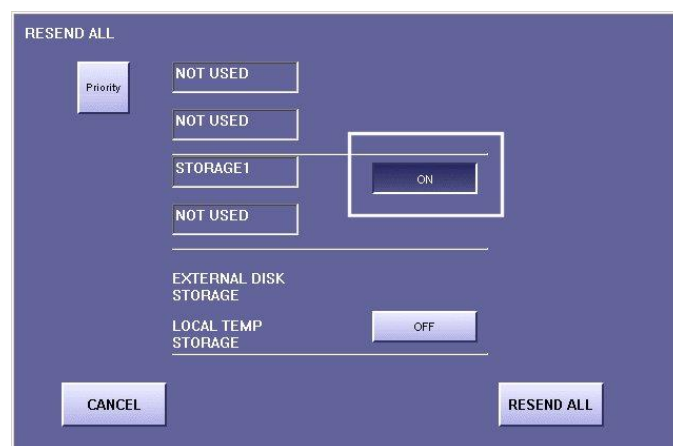 RESEND ALL
Priority
NOT USED
NOT USED
STORAGE1
ON
NOT USED
EXTERNAL DISK
STORAGE
LOCAL TEMP
STORAGE
OFF
CANCEL
RESEND ALL